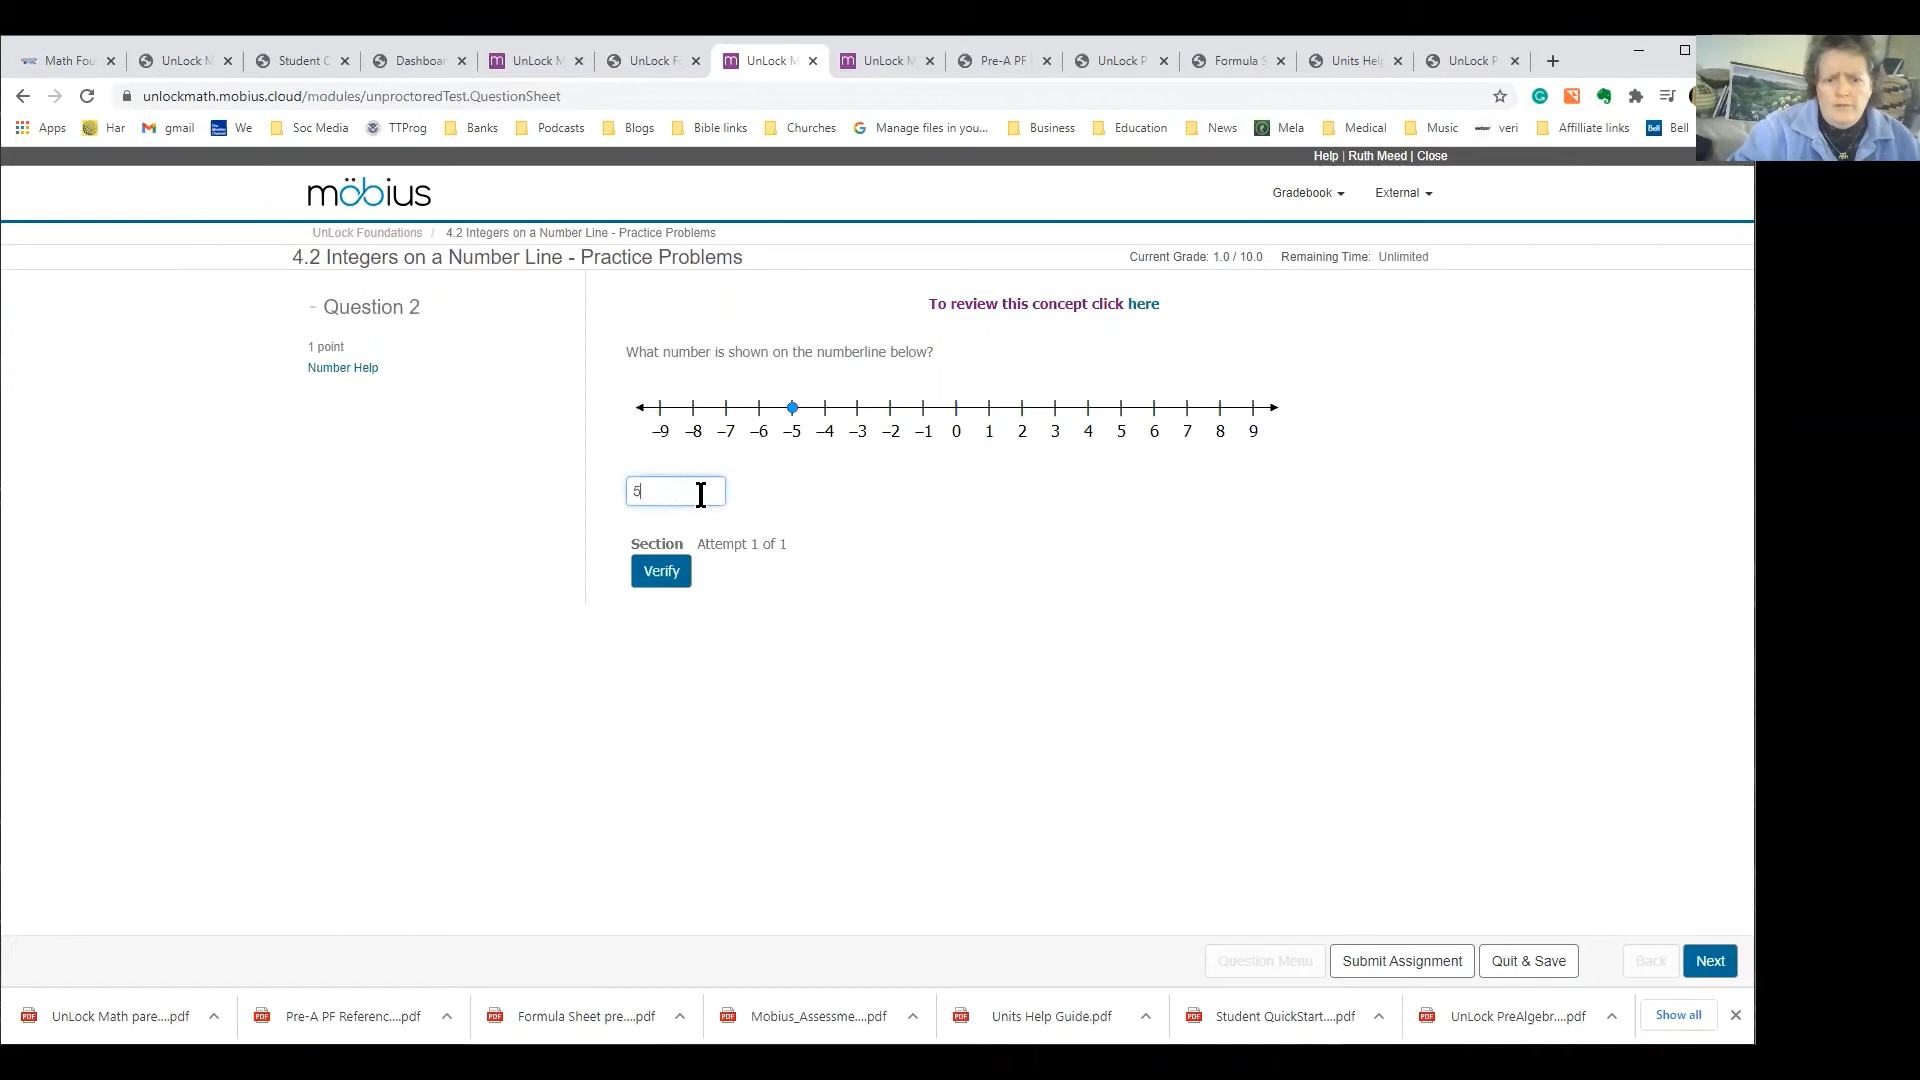 Math Fou UnLock M Student C Dashboar UnLock M UnLock Fo UnLock M UnLock M Pre-A PF UnLock P Formula S Units Help UnLock P
unlockmath.mobius.cloud/modules/unproctoredTest.QuestionSheet
Apps Har gmail We Soc Media TTProg Banks Podcasts Blogs Bible links Churches Manage files in you... Business Education News Mela Medical Music veri Affilliate links Bell
Help | Ruth Meed | Close
möbius
Gradebook External
UnLock Foundations / 4.2 Integers on a Number Line - Practice Problems
4.2 Integers on a Number Line - Practice Problems
Current Grade: 1.0 / 10.0 Remaining Time: Unlimited
- Question 2
1 point
Number Help
To review this concept click here
What number is shown on the numberline below?
–9 –8 –7 –6 –5 –4 –3 –2 –1 0 1 2 3 4 5 6 7 8 9
5
Section Attempt 1 of 1
Verify
Question Menu Submit Assignment Quit & Save Back Next
UnLock Math pare....pdf Pre-A PF Referenc....pdf Formula Sheet pre....pdf Mobius_Assessme....pdf Units Help Guide.pdf Student QuickStart....pdf UnLock PreAlgebr....pdf Show all